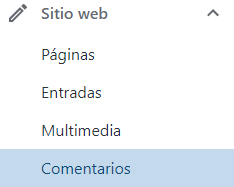 Sitio web
Páginas
Entradas
Multimedia
Comentarios